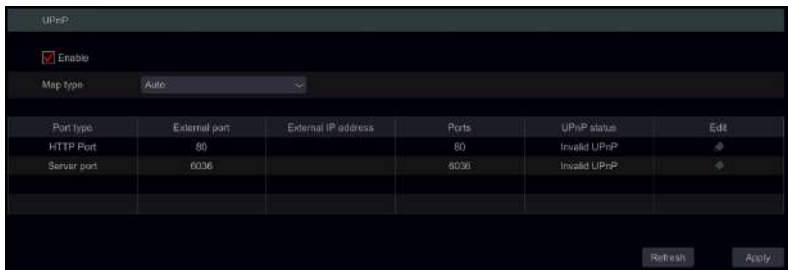 UPnP
Enable
Map type Auto
Port type External port External IP address Ports UPnP status Edit
HTTP Port 80 80 Invalid UPnP
Server port 6036 6036 Invalid UPnP
Refresh Apply